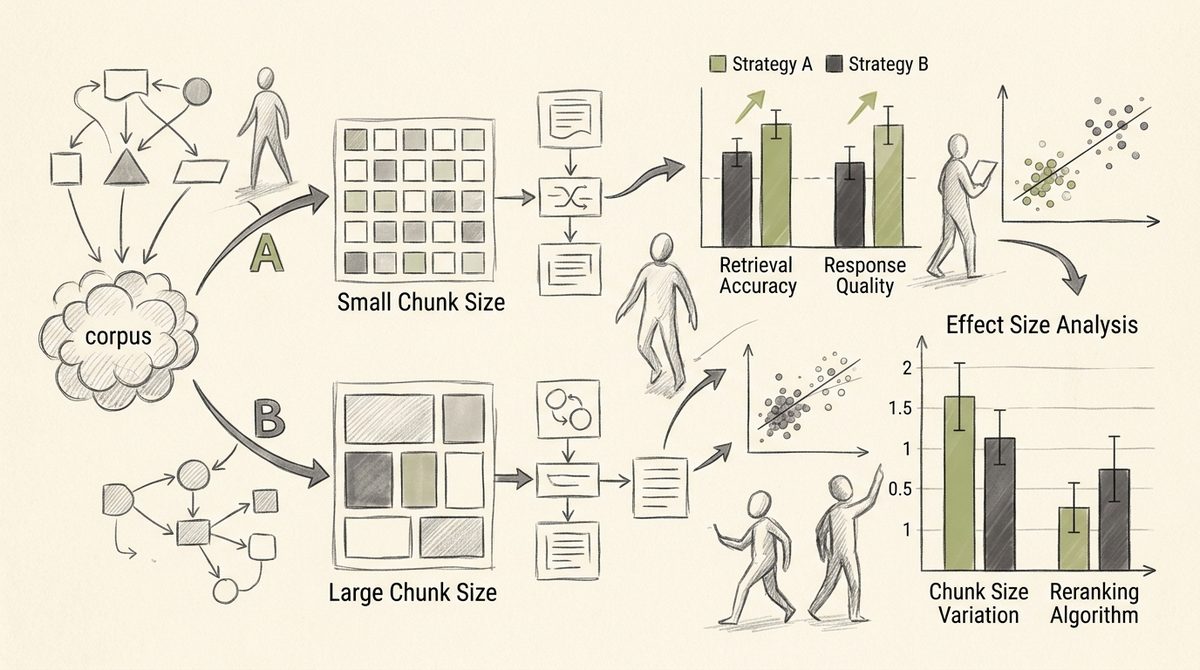 Strategy A
Strategy B
A
corpus
B
Small Chunk Size
Large Chunk Size
Retrieval
Accuracy
Response
Quality
Effect Size Analysis
2
1.5
1
0.5
1
Chunk Size
Variation
Reranking
Algorithm